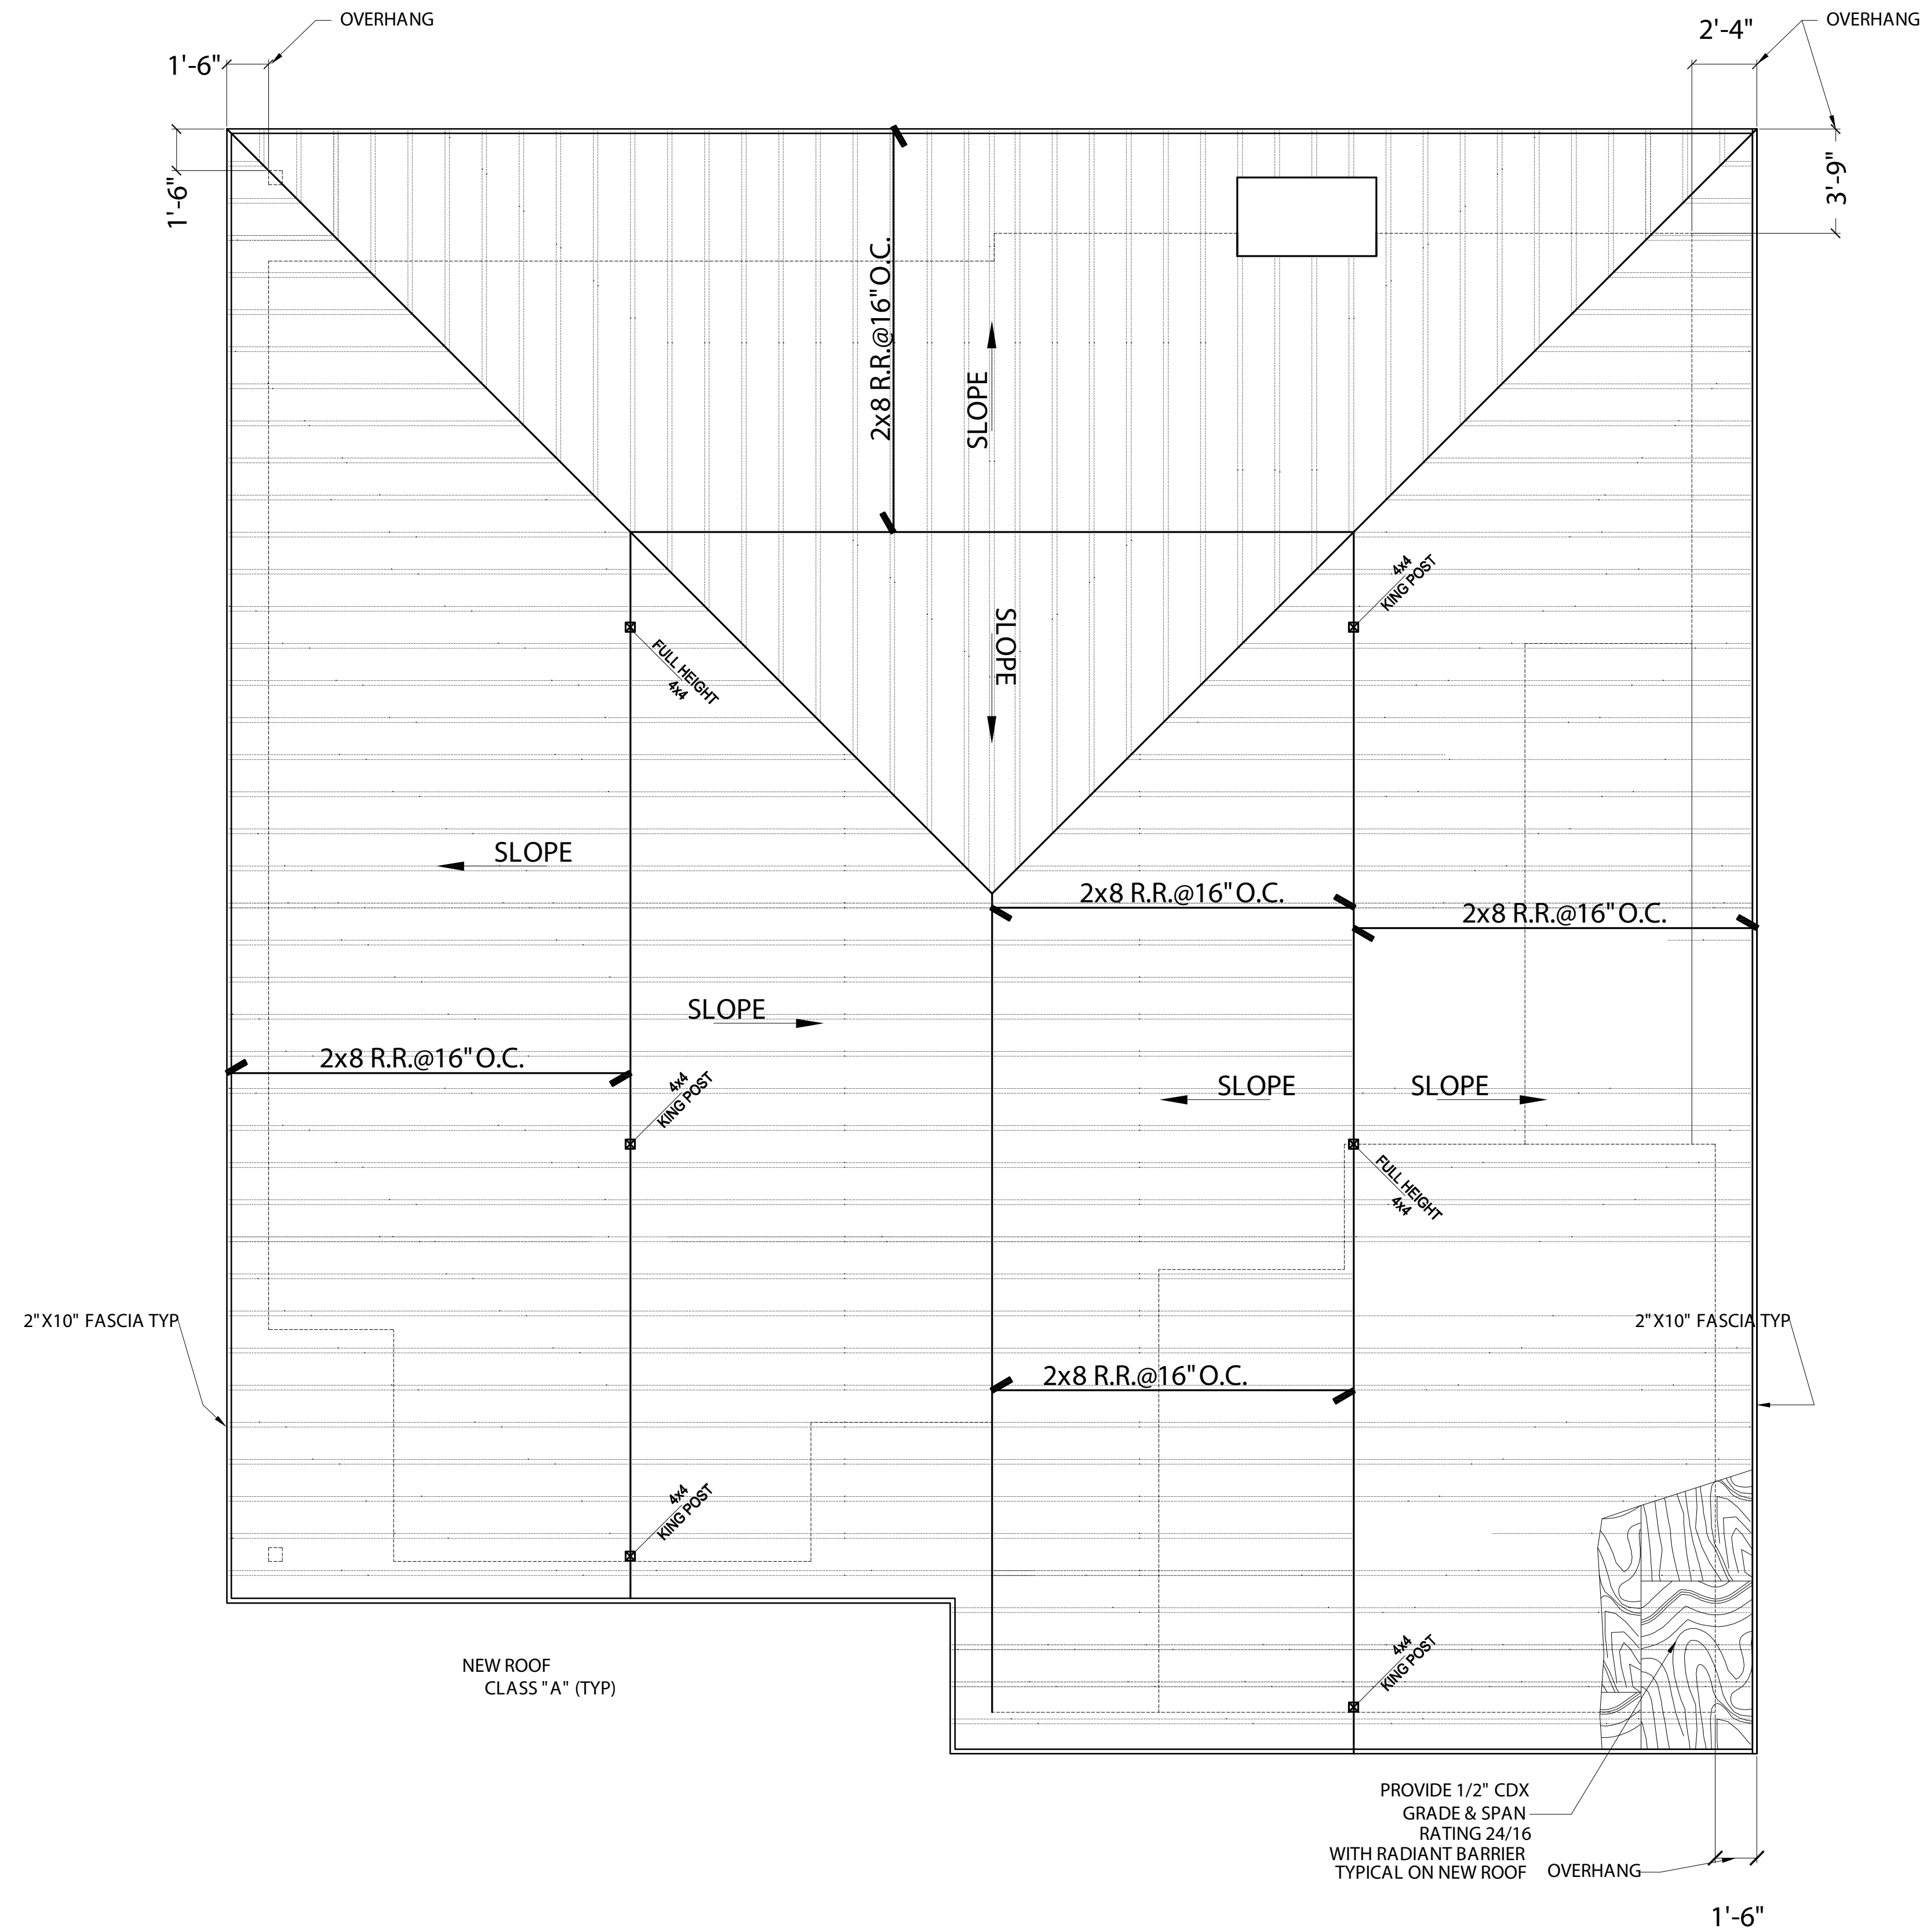 OVERHANG
2'-4"
OVERHANG
1'-6"
1'-6"
3'-9"
2x8 R.R.@16"O.C.
SLOPE
4x4
KING POST
SLOPE
FULL HEIGHT
4x4
SLOPE
2x8 R.R.@16"O.C.
2x8 R.R.@16"O.C.
SLOPE
2x8 R.R.@16"O.C.
4x4
KING POST
SLOPE
SLOPE
FULL HEIGHT
4x4
2"X10" FASCIA TYP
2"X10" FASCIA TYP
2x8 R.R.@16"O.C.
4x4
KING POST
NEW ROOF
CLASS "A" (TYP)
4x4
KING POST
PROVIDE 1/2" CDX
GRADE & SPAN
RATING 24/16
WITH RADIANT BARRIER
TYPICAL ON NEW ROOF
OVERHANG
1'-6"